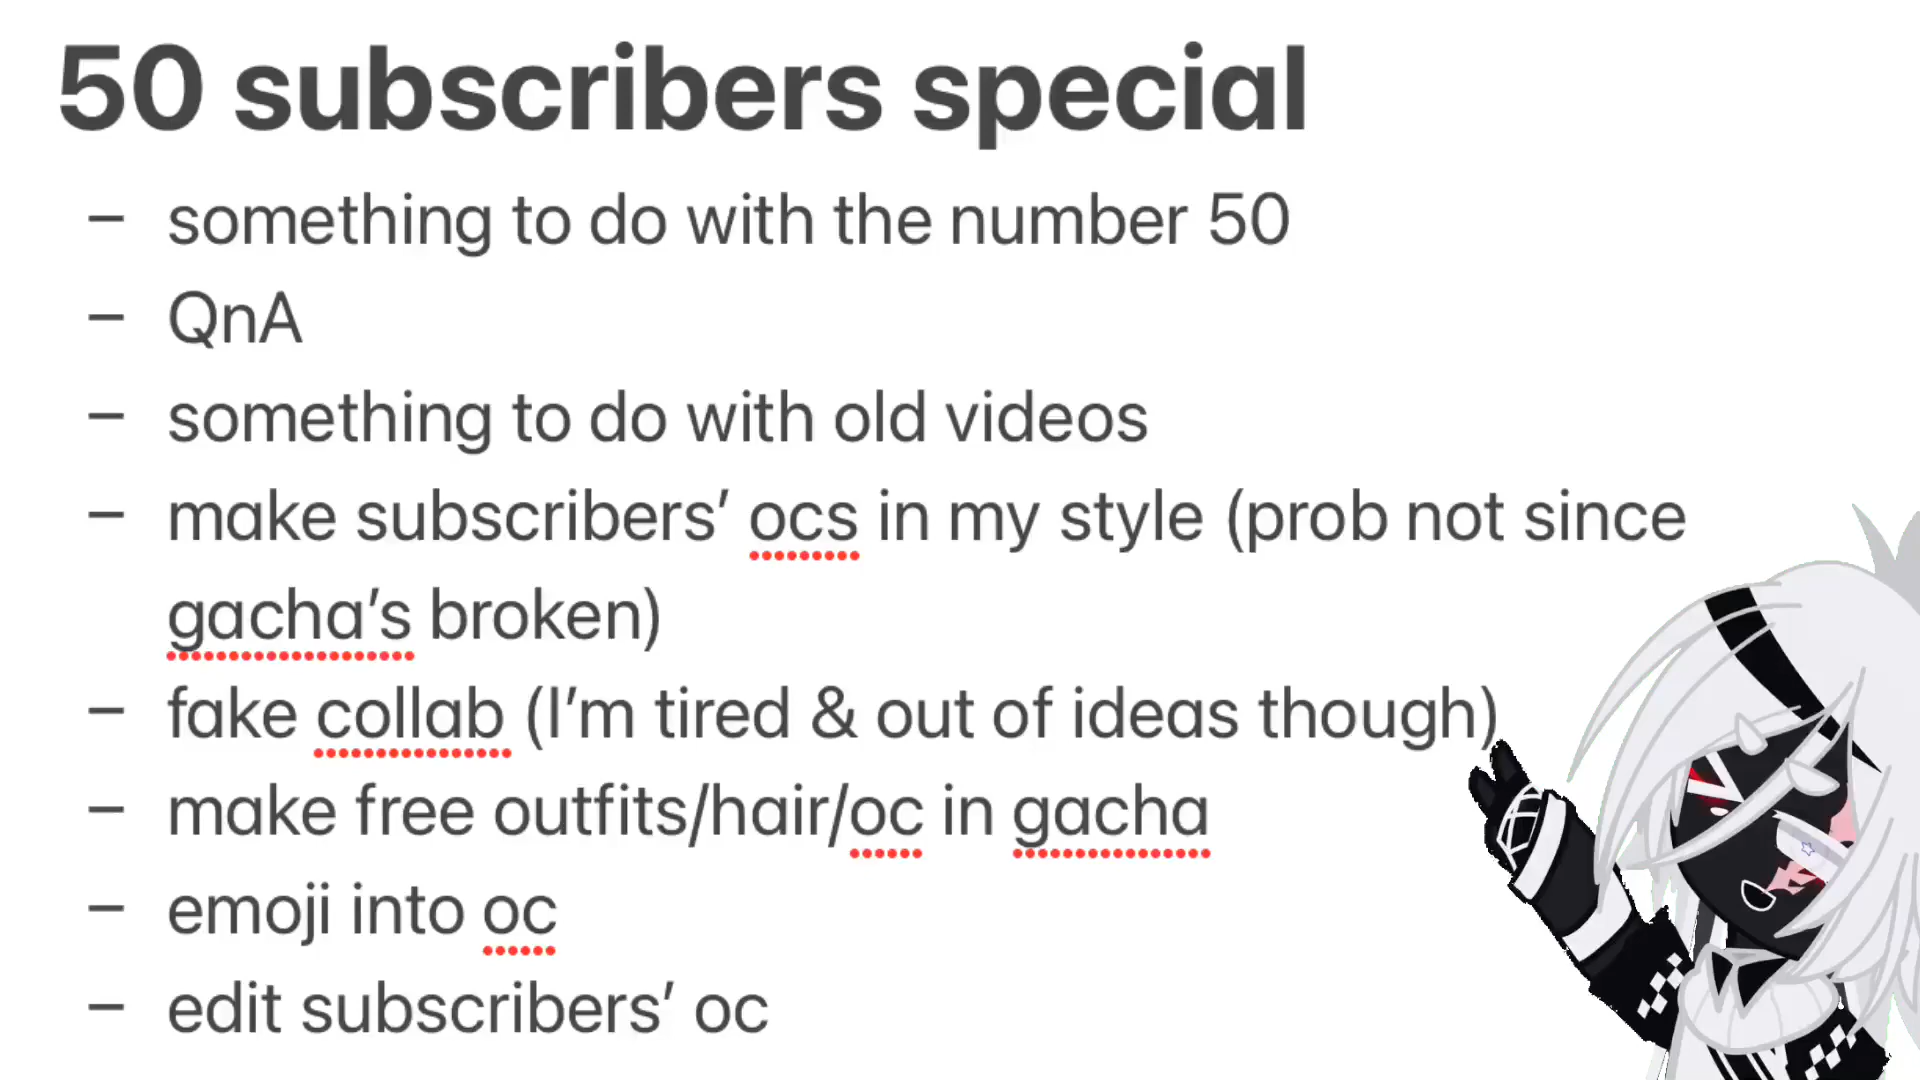 50 subscribers special
– something to do with the number 50
– QnA
– something to do with old videos
– make subscribers’ ocs in my style (prob not since
gacha’s broken)
– fake collab (I’m tired & out of ideas though)
– make free outfits/hair/oc in gacha
– emoji into oc
– edit subscribers’ oc